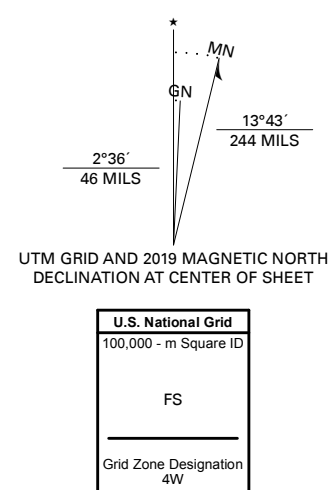 ★
MN
GN
13°43´
244 MILS
2°36´
46 MILS
UTM GRID AND 2019 MAGNETIC NORTH
DECLINATION AT CENTER OF SHEET
U.S. National Grid
100,000 - m Square ID
FS
Grid Zone Designation
4W